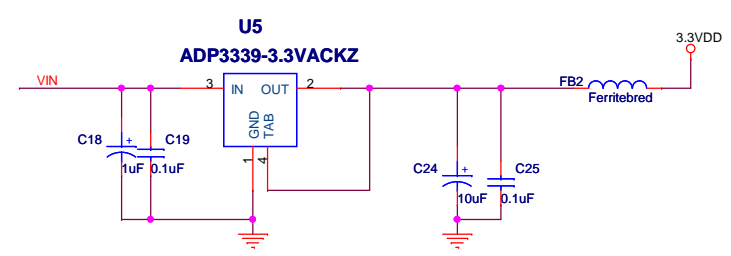 U5
ADP3339-3.3VACKZ
3.3VDD
VIN
3
IN
OUT
2
FB2
Ferritebred
GND
TAB
1
4
C18
+
C19
1uF
0.1uF
C24
+
C25
10uF
0.1uF